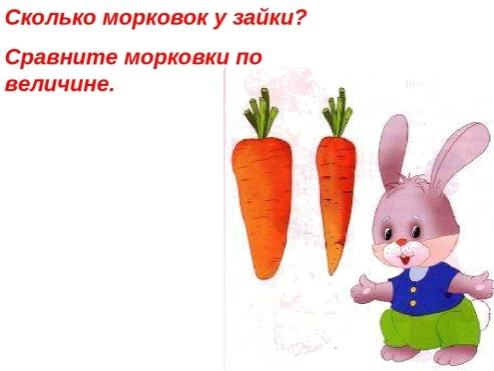 Сколько морковок у зайки?
Сравните морковки по
величине.